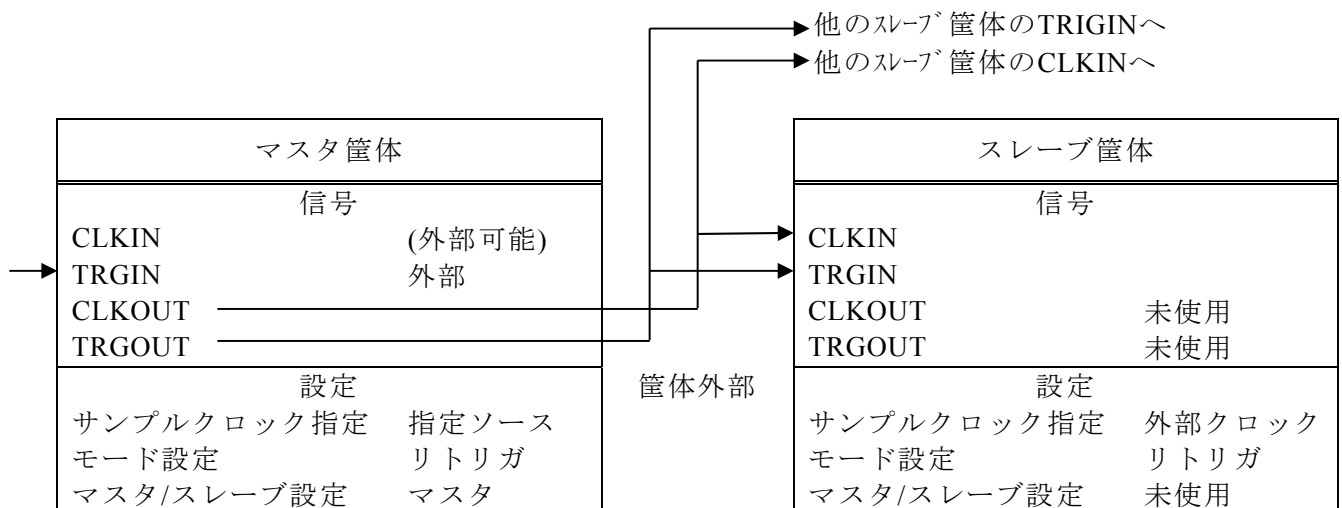 他のスレーブ筐体のTRIGINへ
他のスレーブ筐体のCLKINへ
マスタ筐体
信号
CLKIN (外部可能)
TRGIN 外部
CLKOUT
TRGOUT
設定
サンプルクロック指定 指定ソース
モード設定 リトリガ
マスタ/スレーブ設定 マスタ
筐体外部
スレーブ筐体
信号
CLKIN
TRGIN
CLKOUT 未使用
TRGOUT 未使用
設定
サンプルクロック指定 外部クロック
モード設定 リトリガ
マスタ/スレーブ設定 未使用